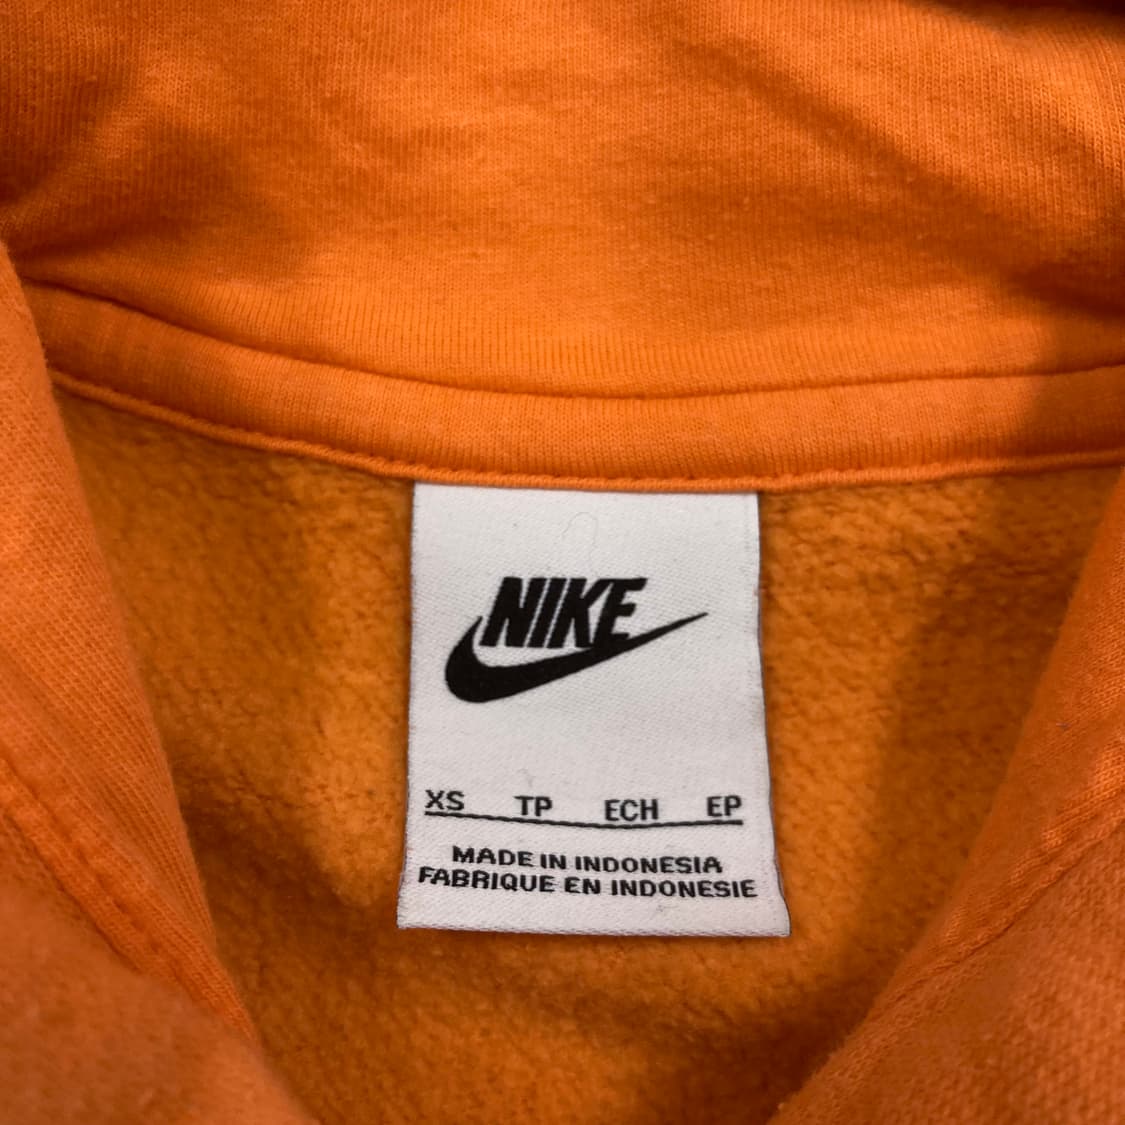 NIKE
XS TP ECH EP
MADE IN INDONESIA
FABRIQUE EN INDONESIE